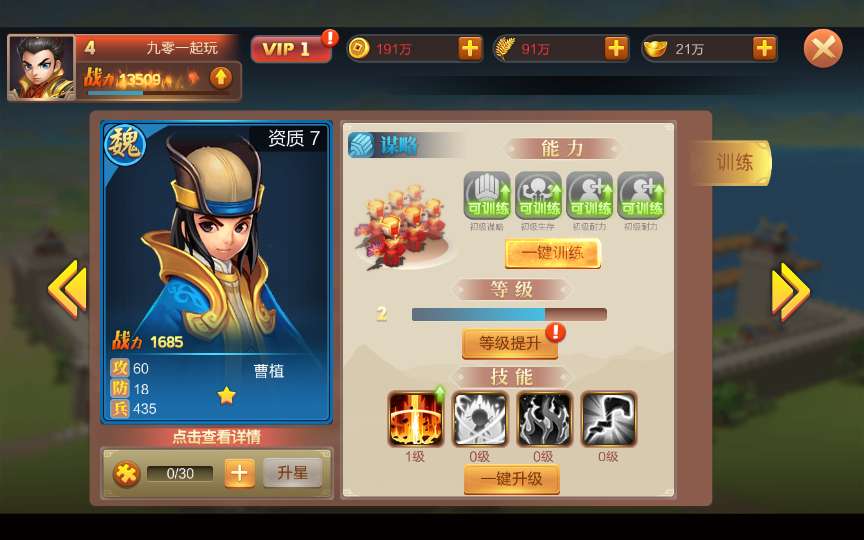 4
九零一起玩
VIP 1
191万
91万
21万
战力 13509
魏
资质 7
谋略
能力
训练
可训练
可训练
可训练
可训练
初级谋略
初级生存
初级耐力
初级耐力
一键训练
等级
2
等级提升
战力 1685
攻 60
防 18
兵 435
曹植
技能
1级
0级
0级
0级
一键升级
点击查看详情
0/30
升星